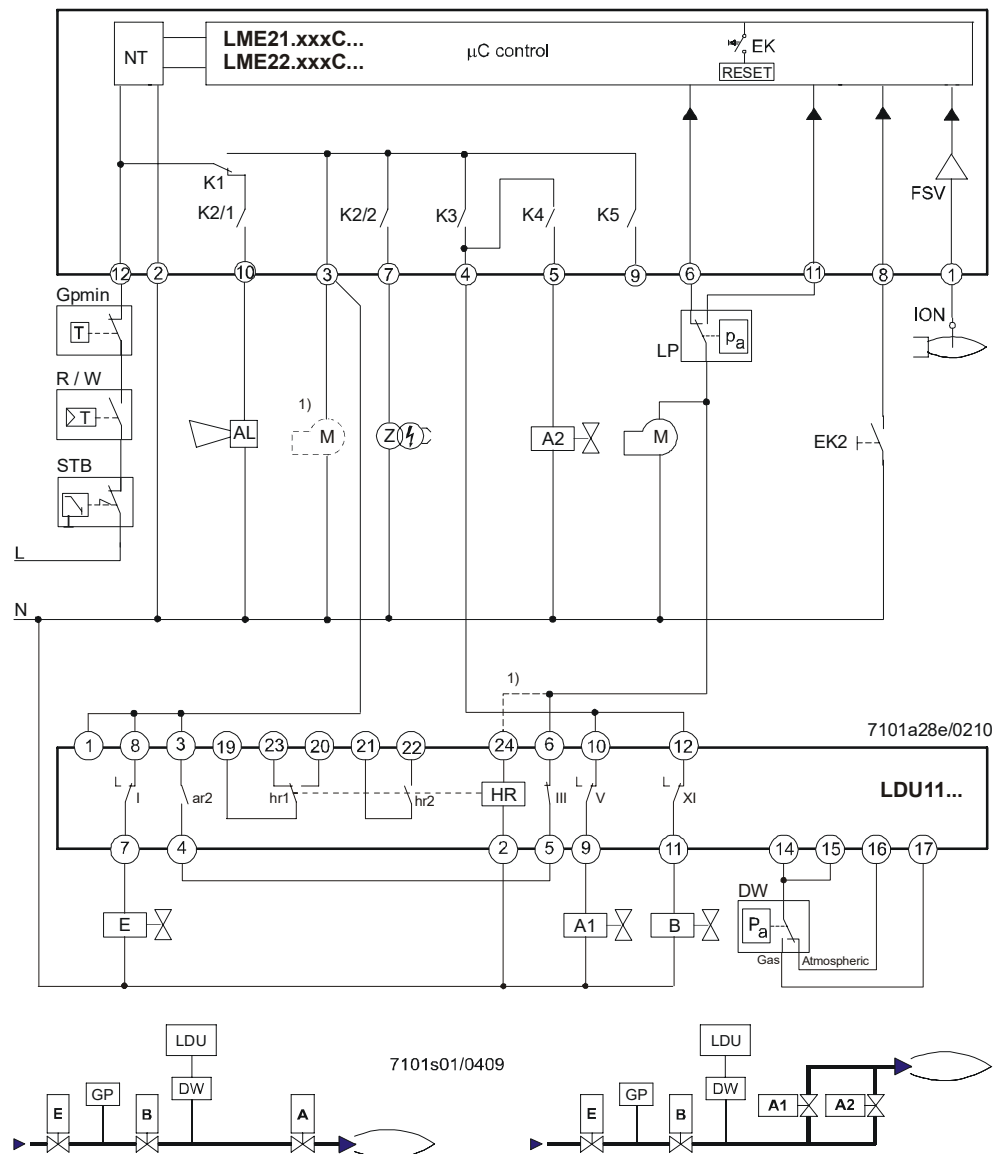 LME21.xxxC...
LME22.xxxC...
NT
μC control
EK
RESET
FSV
K1
K2/1
K2/2
K3
K4
K5
12
2
10
3
7
4
5
9
6
11
8
1
Gpmin
T
R / W
T
STB
L
N
AL
1)
M
Z
A2
LP
pa
M
ION
EK2
1)
7101a28e/0210
1
8
3
19
23
20
21
22
24
6
10
12
L
I
ar2
hr1
hr2
HR
III
L
V
L
XI
LDU11...
7
4
2
5
9
11
14
15
16
17
E
A1
B
DW
Pa
Gas
Atmospheric
LDU
7101s01/0409
LDU
E
GP
B
DW
A
E
GP
B
DW
A1
A2